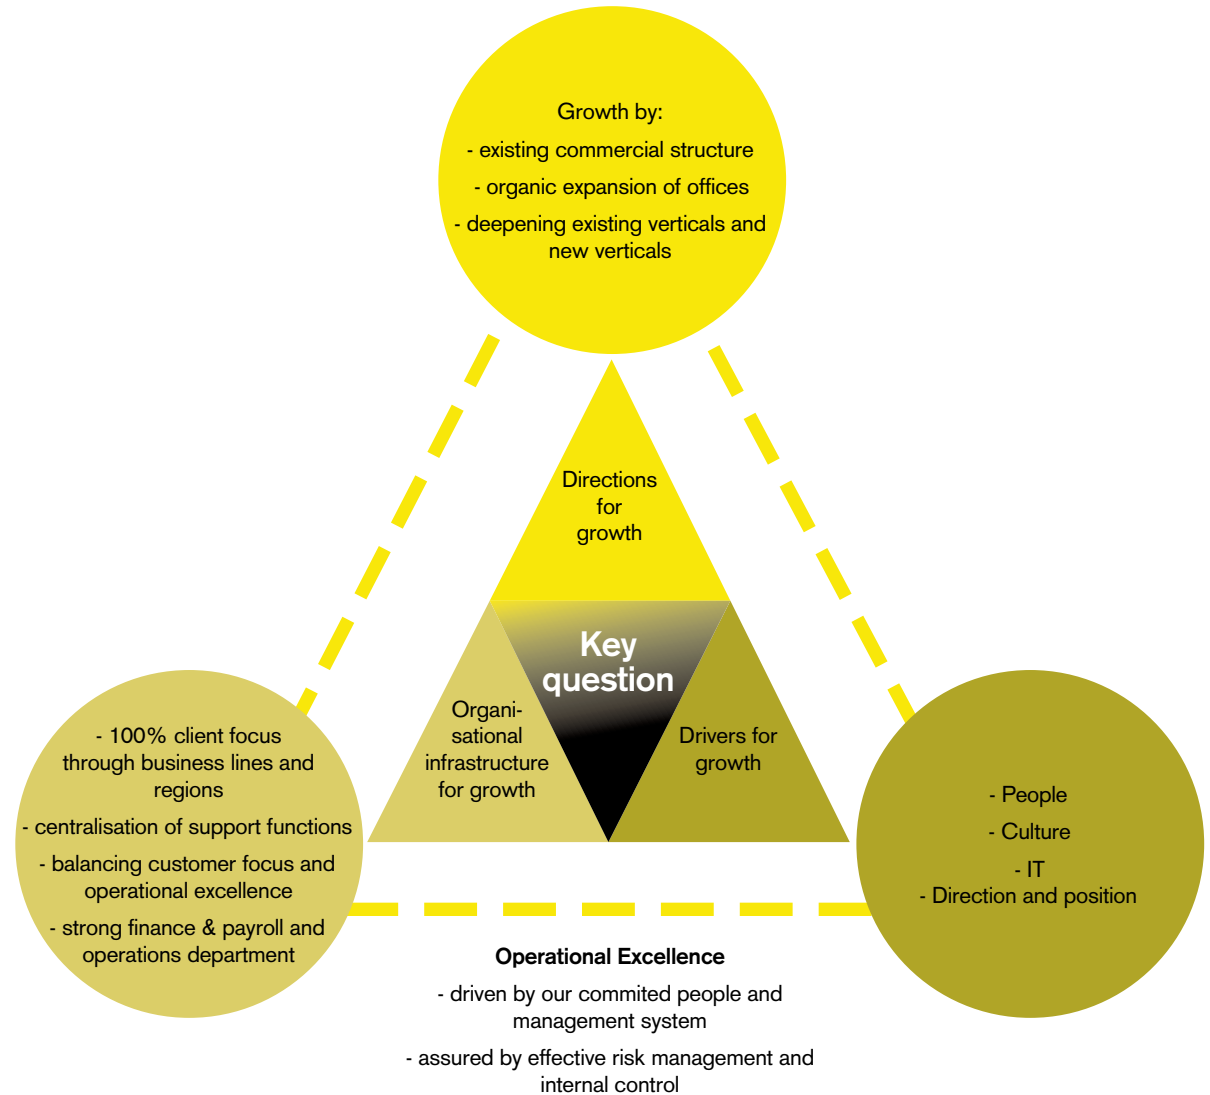 Growth by:
- existing commercial structure
- organic expansion of offices
- deepening existing verticals and
new verticals
Directions
for
growth
Key
question
Organi-
sational
infrastructure
for growth
Drivers for
growth
- 100% client focus
through business lines and
regions
- centralisation of support functions
- balancing customer focus and
operational excellence
- strong finance & payroll and
operations department
- People
- Culture
- IT
- Direction and position
Operational Excellence
- driven by our commited people and
management system
- assured by effective risk management and
internal control